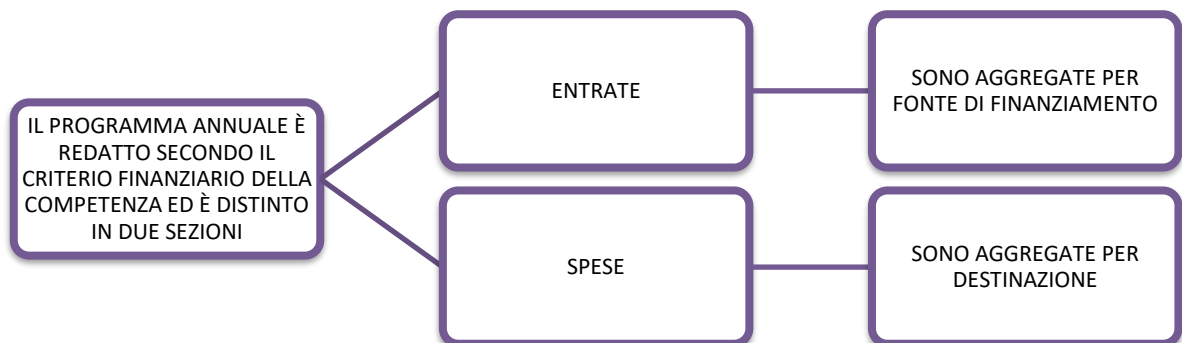 IL PROGRAMMA ANNUALE È
REDATTO SECONDO IL
CRITERIO FINANZIARIO DELLA
COMPETENZA ED È DISTINTO
IN DUE SEZIONI
ENTRATE
SONO AGGREGATE PER
FONTE DI FINANZIAMENTO
SPESE
SONO AGGREGATE PER
DESTINAZIONE